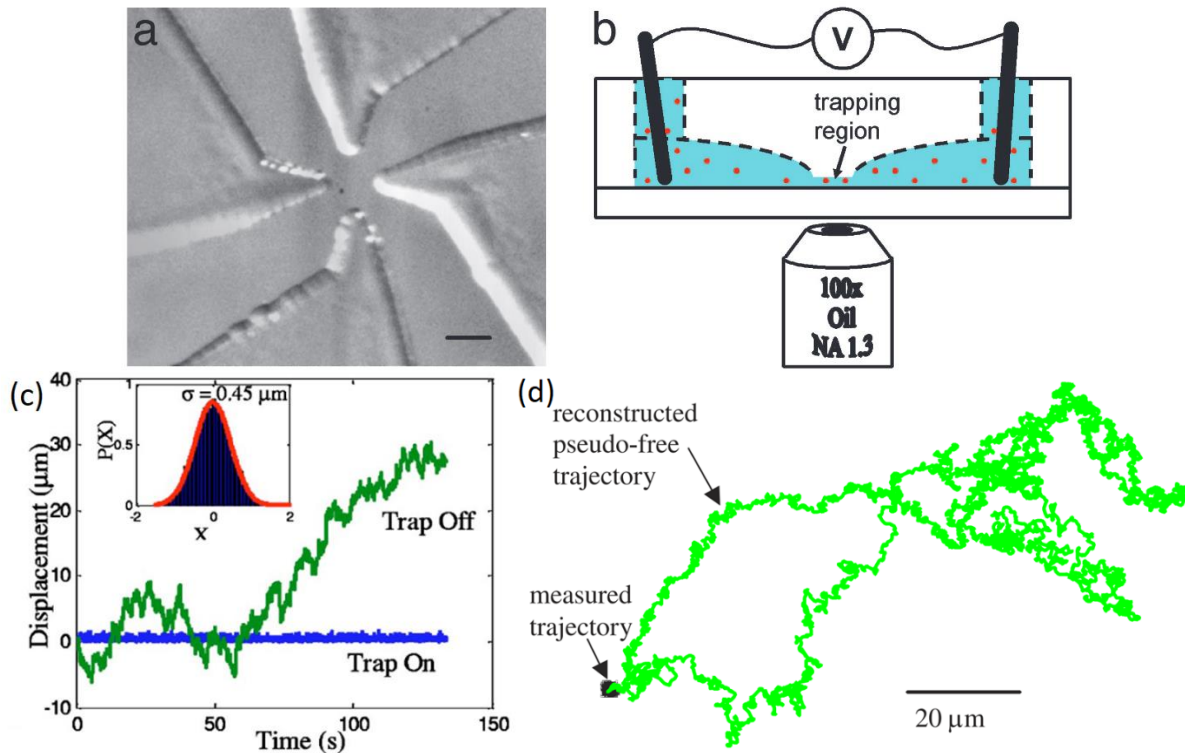 a
b
V
trapping
region
100x
Oil
NA 1.3
(c)
40
30
20
10
0
-10
Displacement (μm)
0
50
100
150
Time (s)
1
0.5
0
P(X)
-2
0
2
x
σ = 0.45 μm
Trap Off
Trap On
(d)
reconstructed
pseudo-free
trajectory
measured
trajectory
20 μm